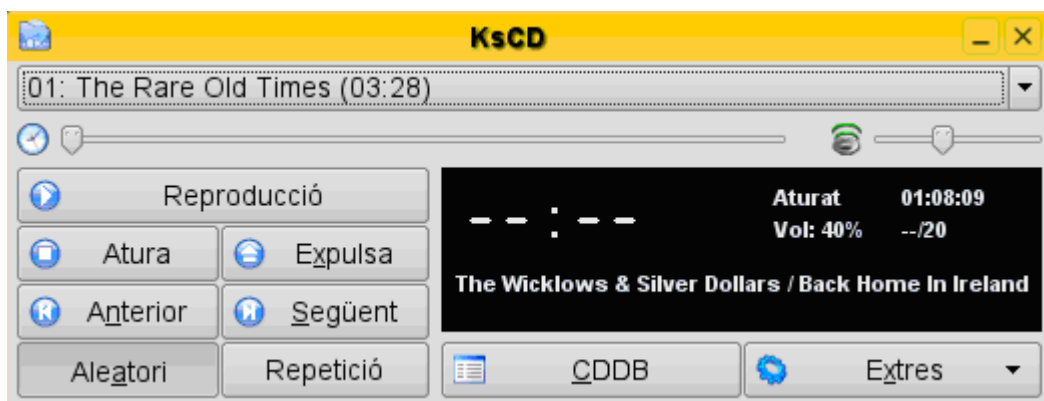 KsCD
01: The Rare Old Times (03:28)
Reproducció
Atura
Expulsa
Anterior
Següent
Aleatori
Repetició
--:--
Aturat 01:08:09
Vol: 40% --/20
The Wicklows & Silver Dollars / Back Home In Ireland
CDDB
Extres